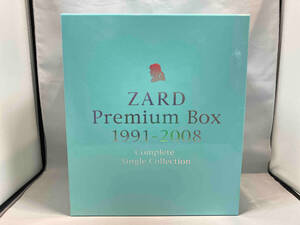 ZARD
Premium Box
1991-2008
Complete
Single Collection